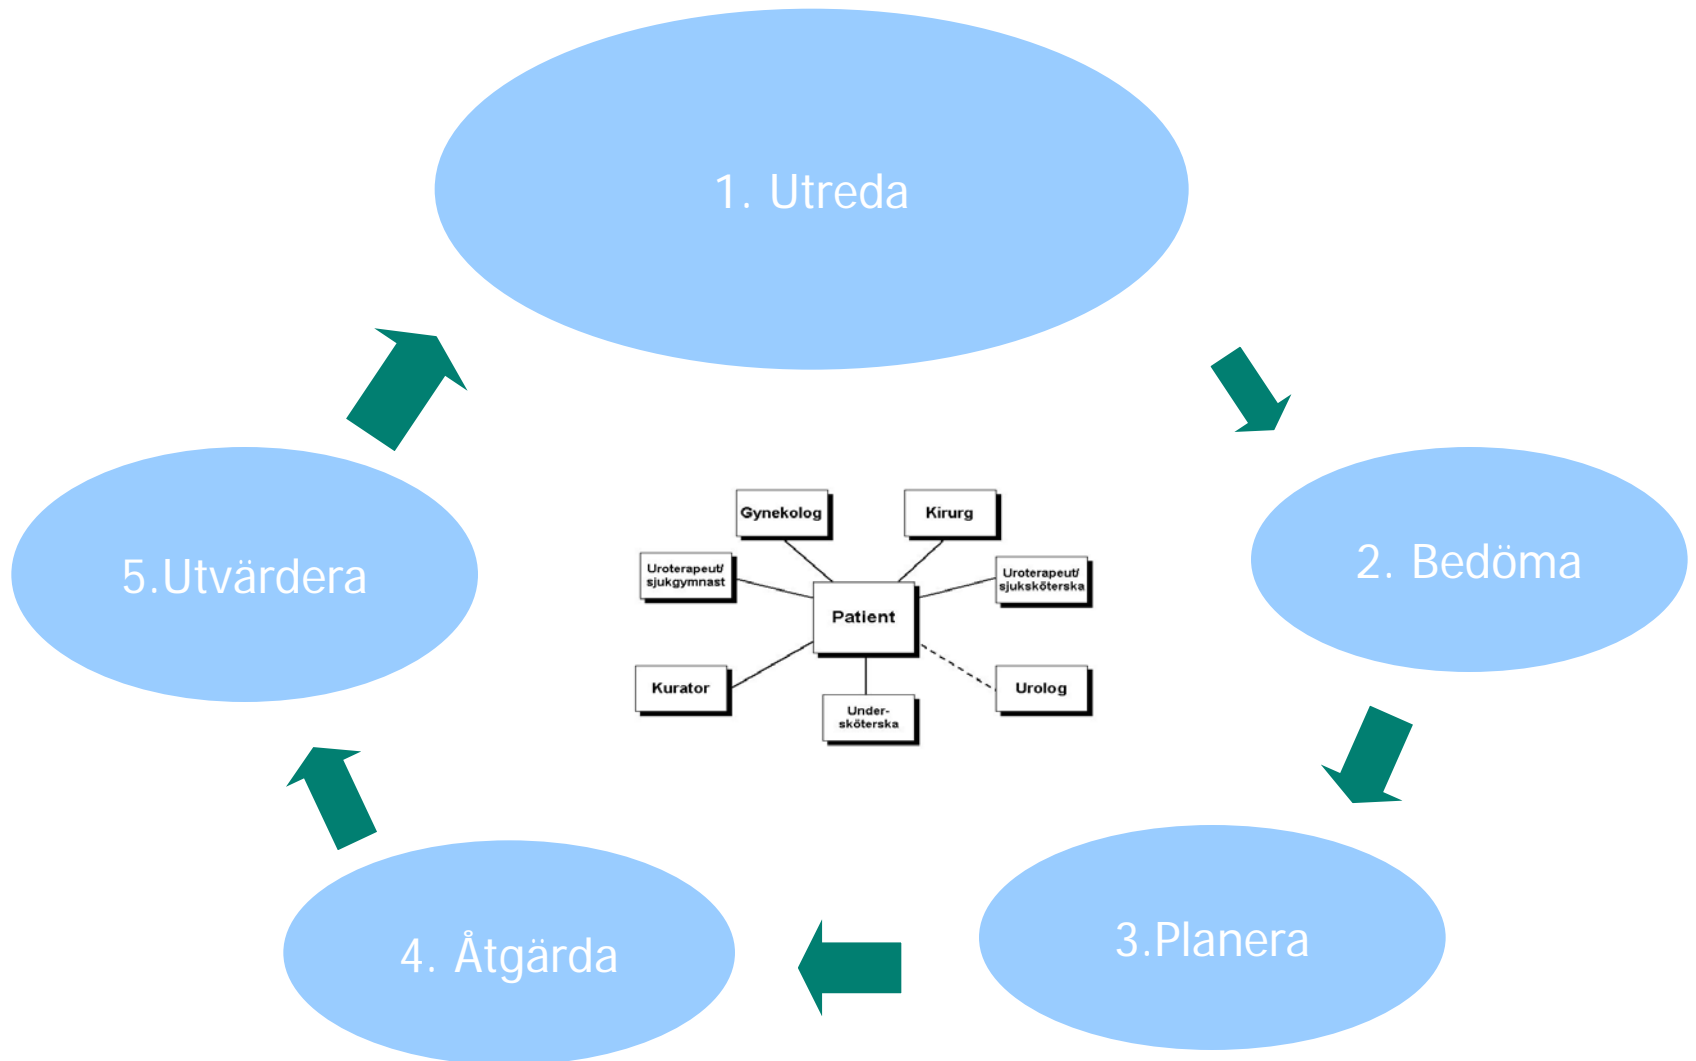 1. Utreda
Gynekolog
Kirurg
Uroterapeut/
sjukgymnast
Uroterapeut/
sjuksköterska
Patient
Kurator
Urolog
Under-
sköterska
5.Utvärdera
2. Bedöma
4. Åtgärda
3.Planera